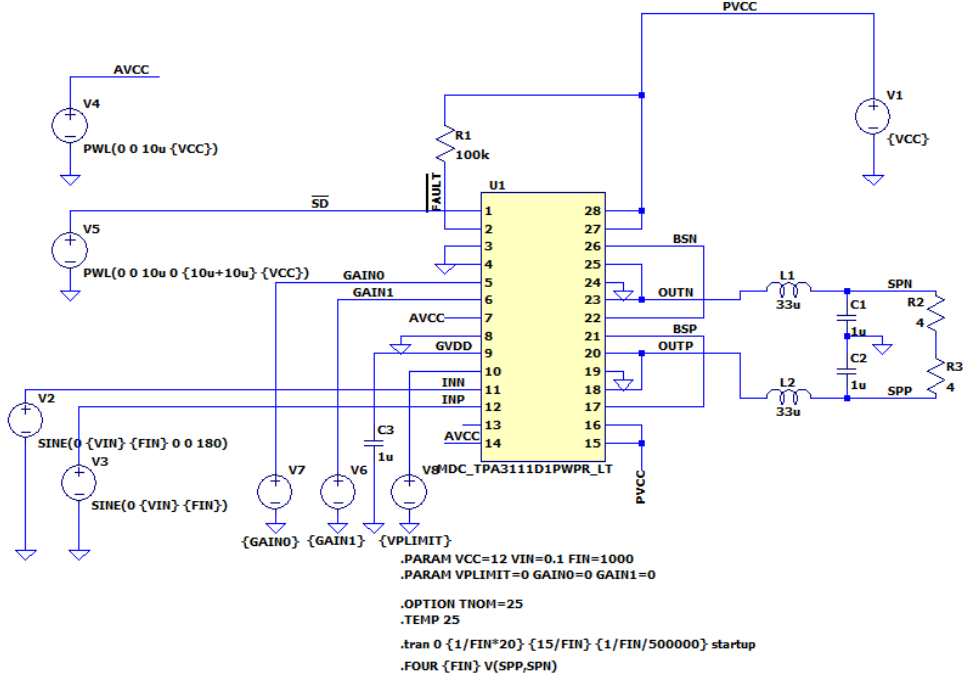 PVCC
AVCC
V4
PWL(0 0 10u {VCC})
V1
{VCC}
R1
100k
FAULT
U1
SD
V5
PWL(0 0 10u 0 {10u+10u} {VCC})
1
2
3
4
5
6
7
8
9
10
11
12
13
14
28
27
26
25
24
23
22
21
20
19
18
17
16
15
GAIN0
GAIN1
AVCC
GVDD
INN
INP
AVCC
BSN
OUTN
BSP
OUTP
PVCC
L1
33u
L2
33u
C1
1u
C2
1u
SPN
SPP
R2
4
R3
4
V2
SINE(0 {VIN} {FIN} 0 0 180)
V3
SINE(0 {VIN} {FIN})
C3
1u
V7
{GAIN0}
V6
{GAIN1}
V8
{VPLIMIT}
MDC_TPA3111D1PWPR_LT
.PARAM VCC=12 VIN=0.1 FIN=1000
.PARAM VPLIMIT=0 GAIN0=0 GAIN1=0
.OPTION TNOM=25
.TEMP 25
.tran 0 {1/FIN*20} {15/FIN} {1/FIN/500000} startup
.FOUR {FIN} V(SPP,SPN)